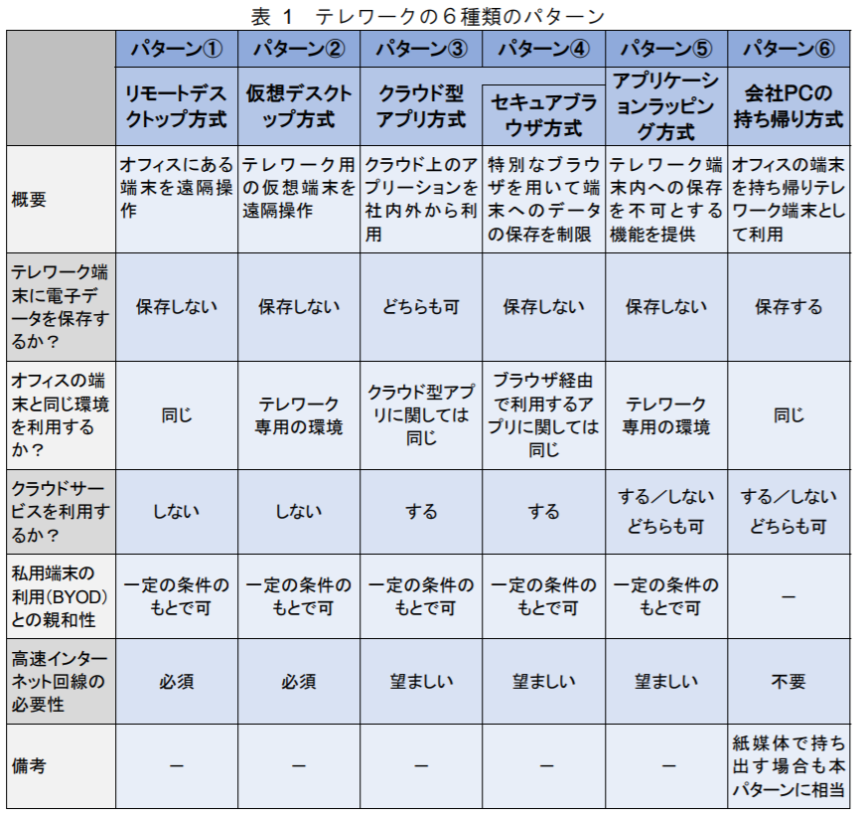 表 1 テレワークの6種類のパターン
パターン①
パターン②
パターン③
パターン④
パターン⑤
パターン⑥
リモートデス
クトップ方式
仮想デスクト
ップ方式
クラウド型
アプリ方式
セキュアブラ
ウザ方式
アプリケーシ
ョンラッピン
グ方式
会社PCの
持ち帰り方式
概要
オフィスにある
端末を遠隔操
作
テレワーク用
の仮想端末を
遠隔操作
クラウド上のア
プリーションを
社内外から利
用
特別なブラウ
ザを用いて端
末へのデータ
の保存を制限
テレワーク端
末内への保存
を不可とする
機能を提供
オフィスの端末
を持ち帰りテレ
ワーク端末とし
て利用
テレワーク端
末に電子デ
ータを保存す
るか？
保存しない
保存しない
どちらも可
保存しない
保存しない
保存する
オフィスの端
末と同じ環境
を利用する
か？
同じ
テレワーク
専用の環境
クラウド型アプ
リに関しては
同じ
ブラウザ経由
で利用するア
プリに関しては
同じ
テレワーク
専用の環境
同じ
クラウドサー
ビスを利用す
るか？
しない
しない
する
する
する／しない
どちらも可
する／しない
どちらも可
私用端末の
利用(BYOD)
との親和性
一定の条件の
もとで可
一定の条件の
もとで可
一定の条件の
もとで可
一定の条件の
もとで可
一定の条件の
もとで可
－
高速インター
ネット回線の
必要性
必須
必須
望ましい
望ましい
望ましい
不要
備考
－
－
－
－
－
紙媒体で持ち
出す場合も本
パターンに相当